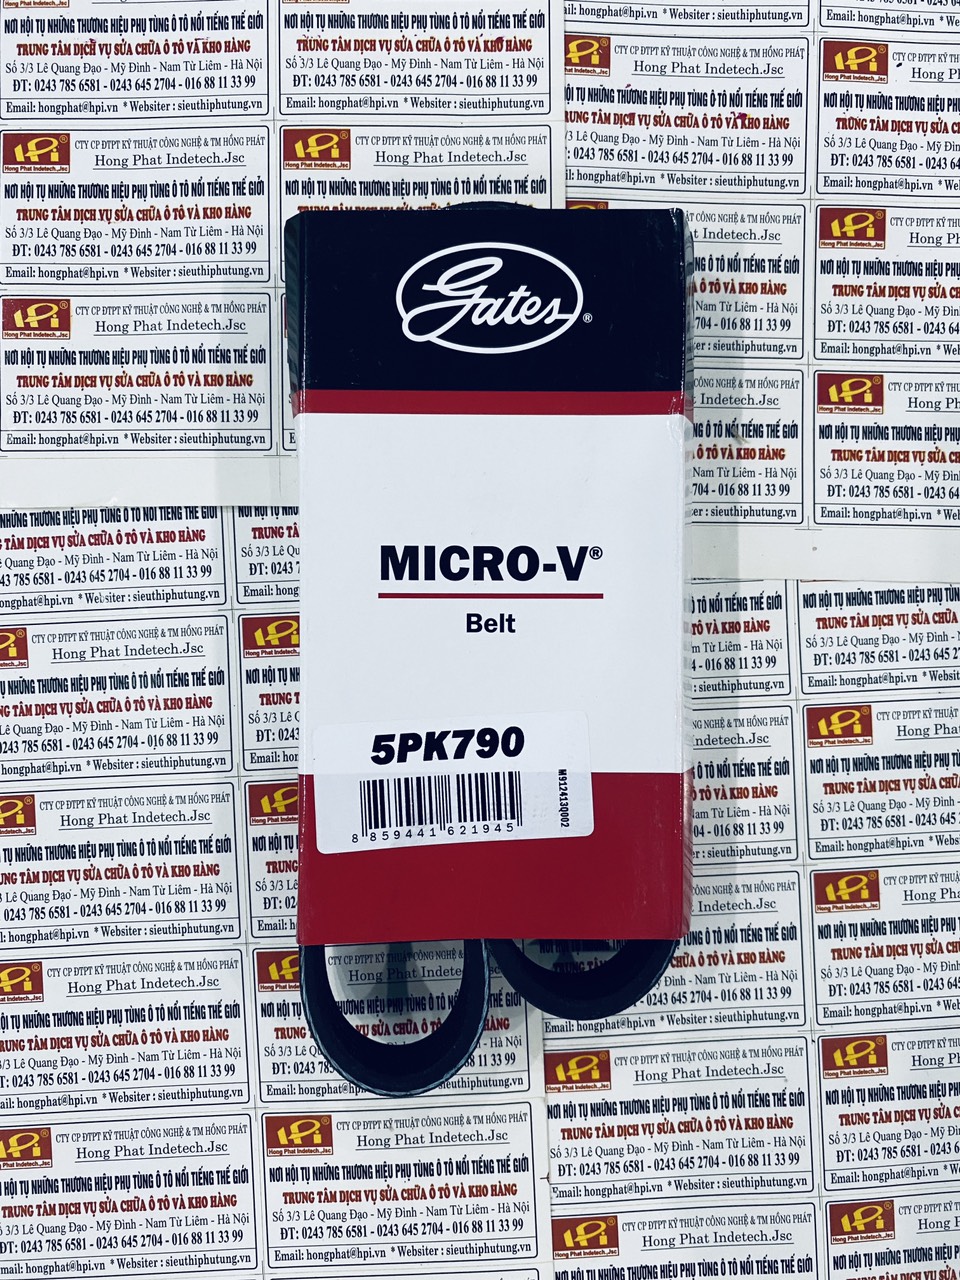 Gates®
MICRO-V®
Belt
5PK790
8 859441 621945
M912413Q002
CTY CP ĐTPT KỸ THUẬT CÔNG NGHỆ & TM HỒNG PHÁT
Hong Phat Indetech.Jsc
NƠI HỘI TỤ NHỮNG THƯƠNG HIỆU PHỤ TÙNG Ô TÔ NỔI TIẾNG THẾ GIỚI
TRUNG TÂM DỊCH VỤ SỬA CHỮA Ô TÔ VÀ KHO HÀNG
Số 3/3 Lê Quang Đạo - Mỹ Đình - Nam Từ Liêm - Hà Nội
ĐT: 0243 785 6581 - 0243 645 2704 - 016 88 11 33 99
Email: hongphat@hpi.vn * Websiter : sieuthiphutung.vn